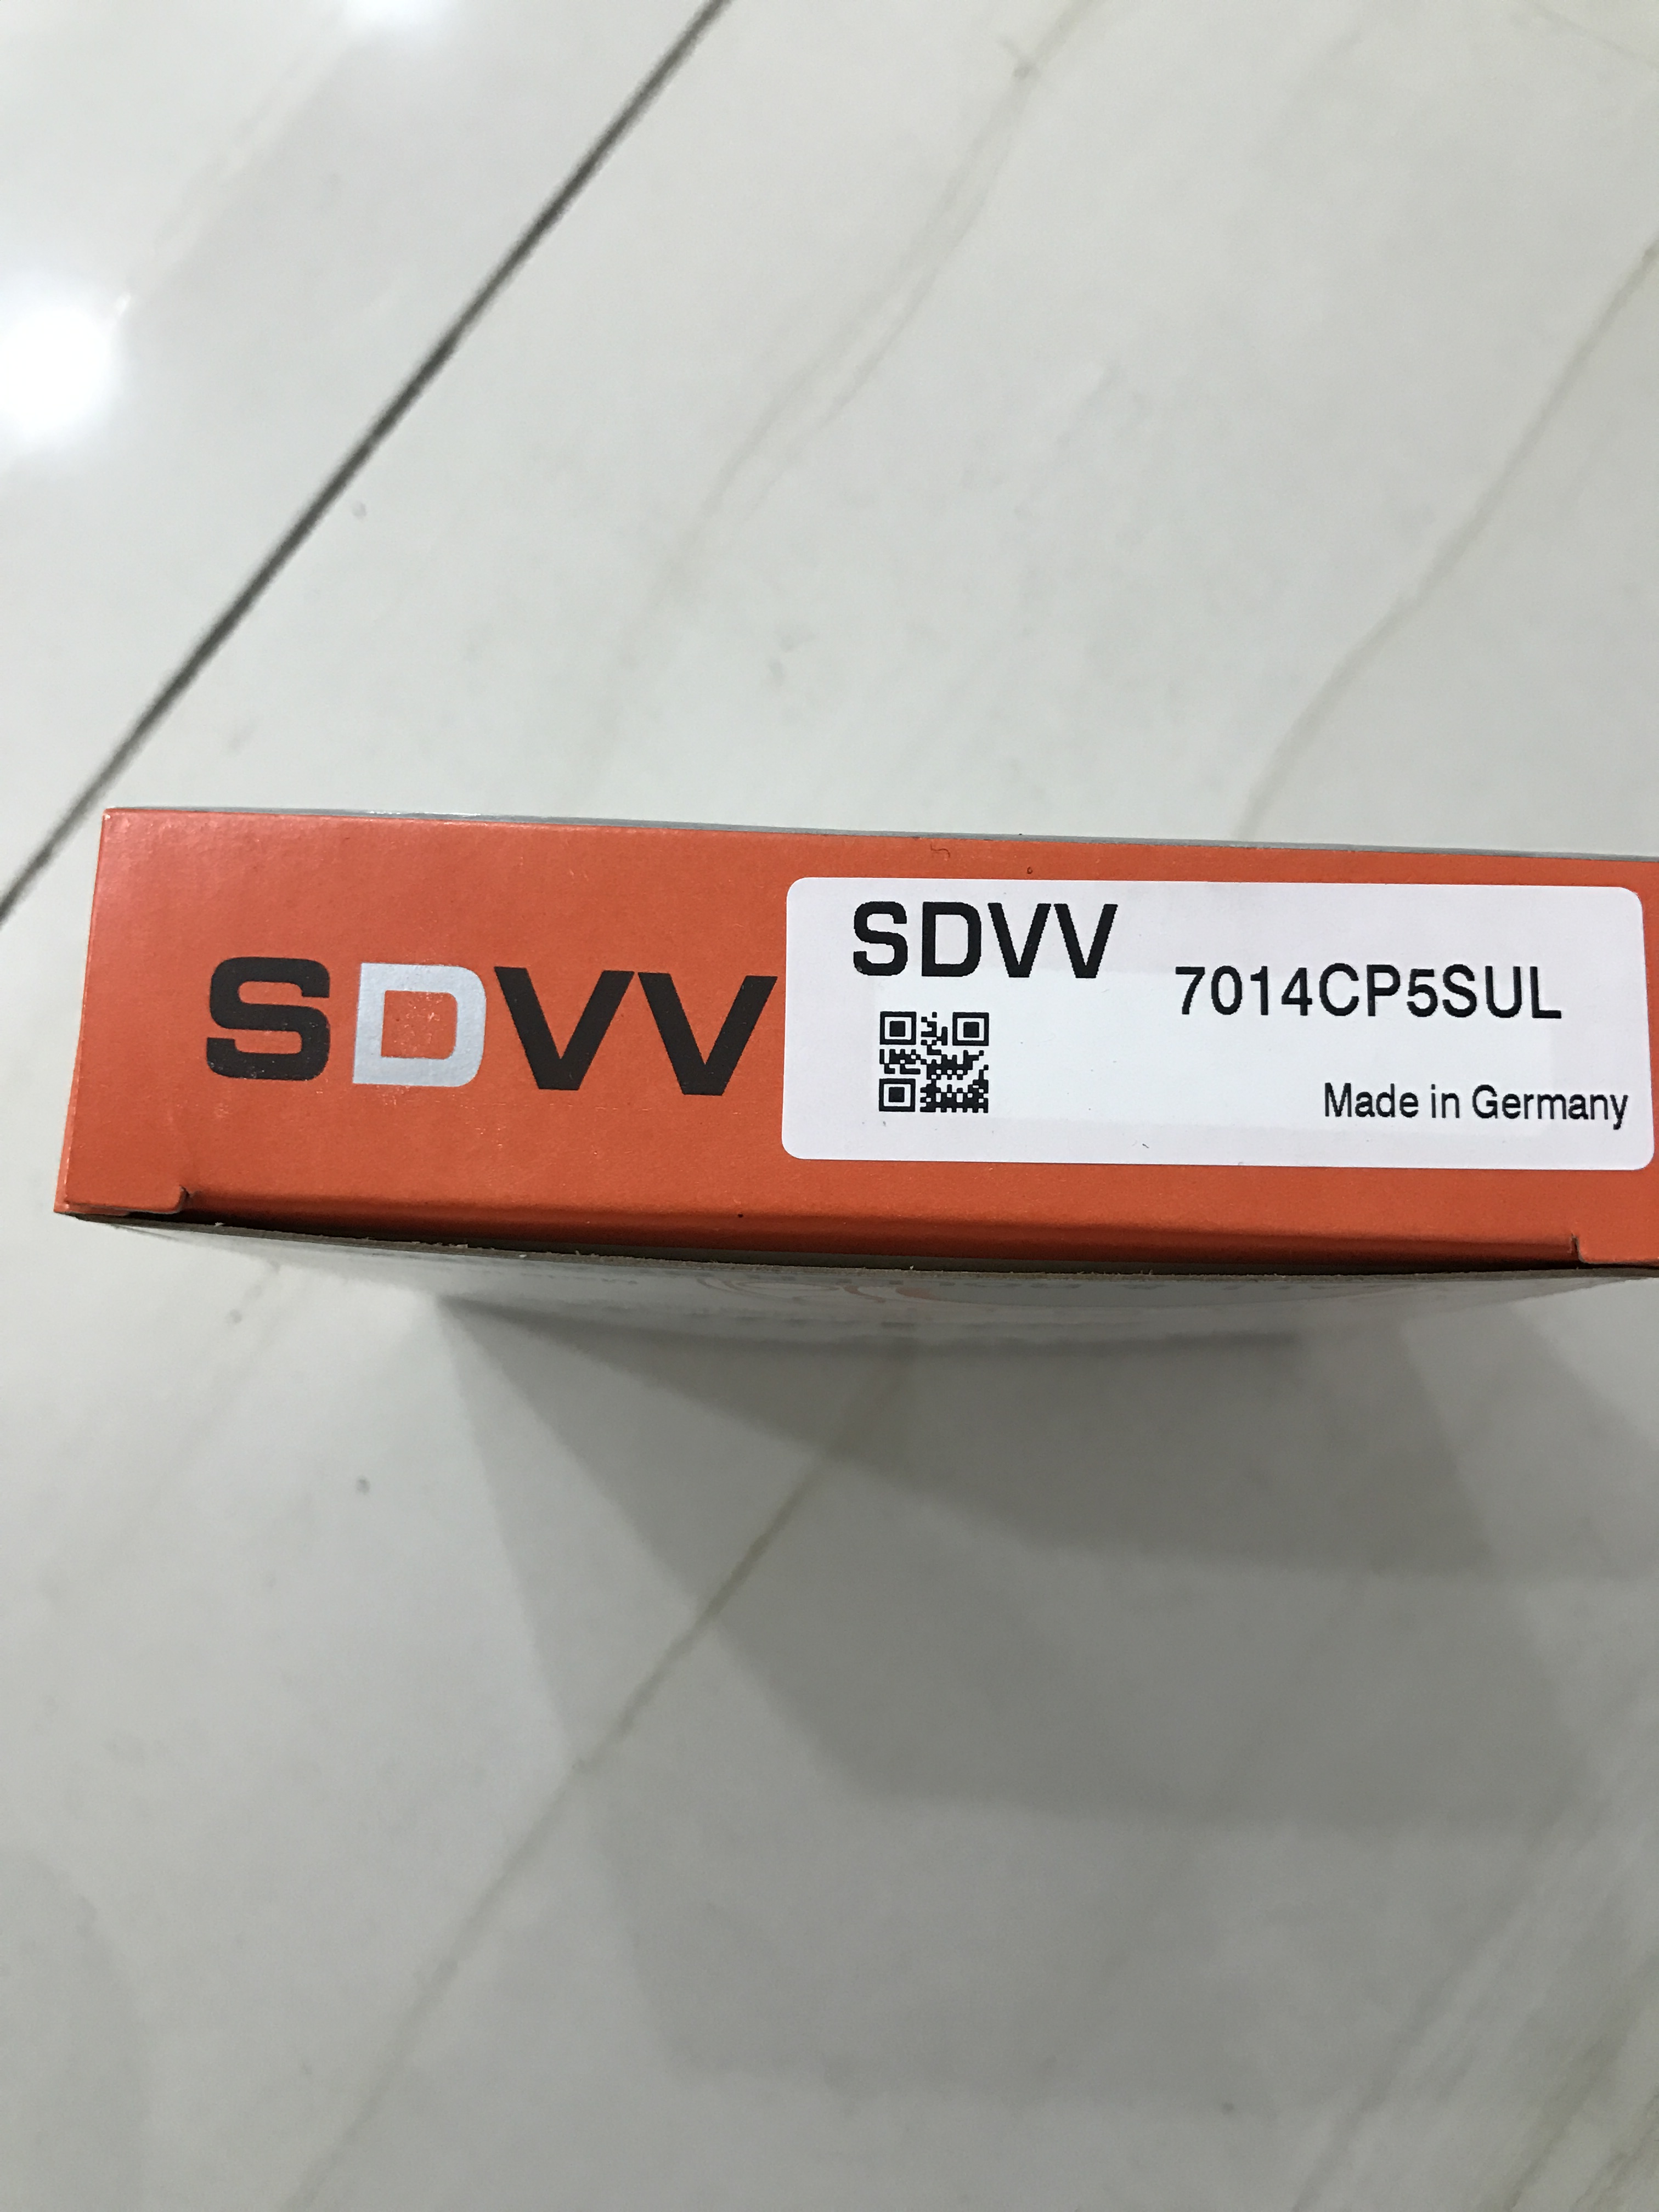 SDVV
SDVV
7014CP5SUL
Made in Germany